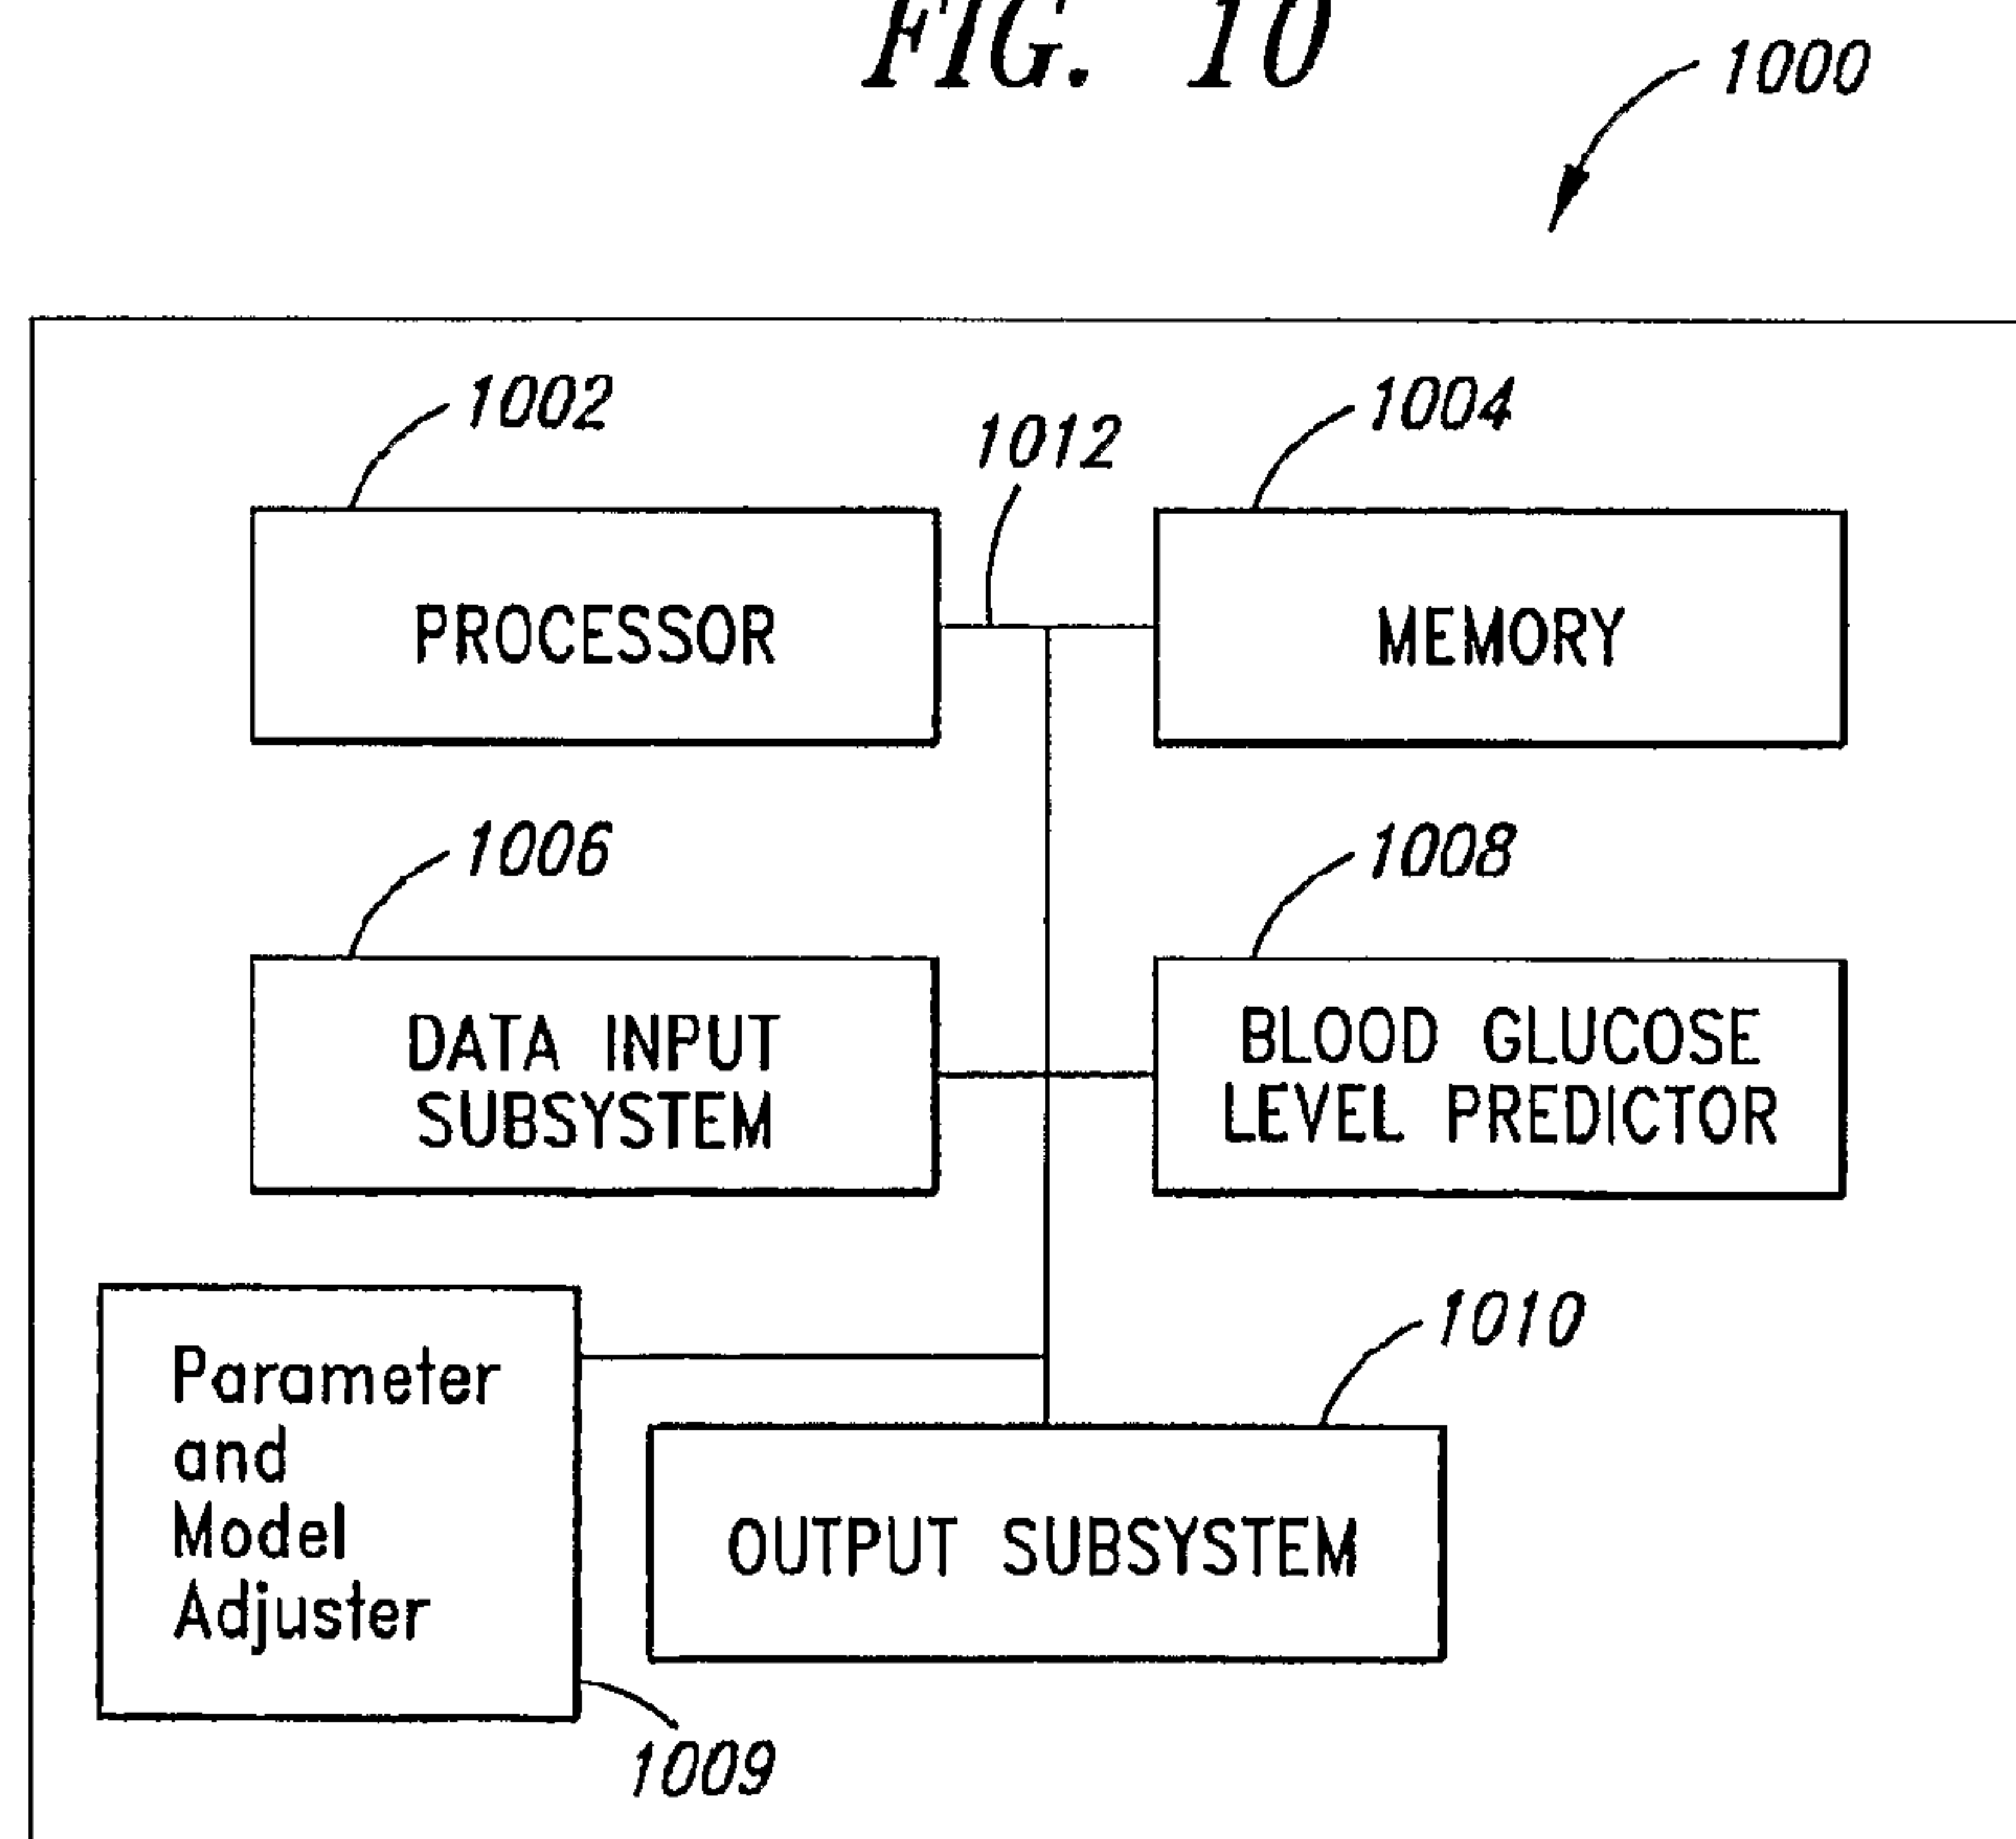 FIG. 10
1000
1002
1012
1004
PROCESSOR
MEMORY
1006
1008
DATA INPUT
SUBSYSTEM
BLOOD GLUCOSE
LEVEL PREDICTOR
1010
Parameter
and
Model
Adjuster
OUTPUT SUBSYSTEM
1009